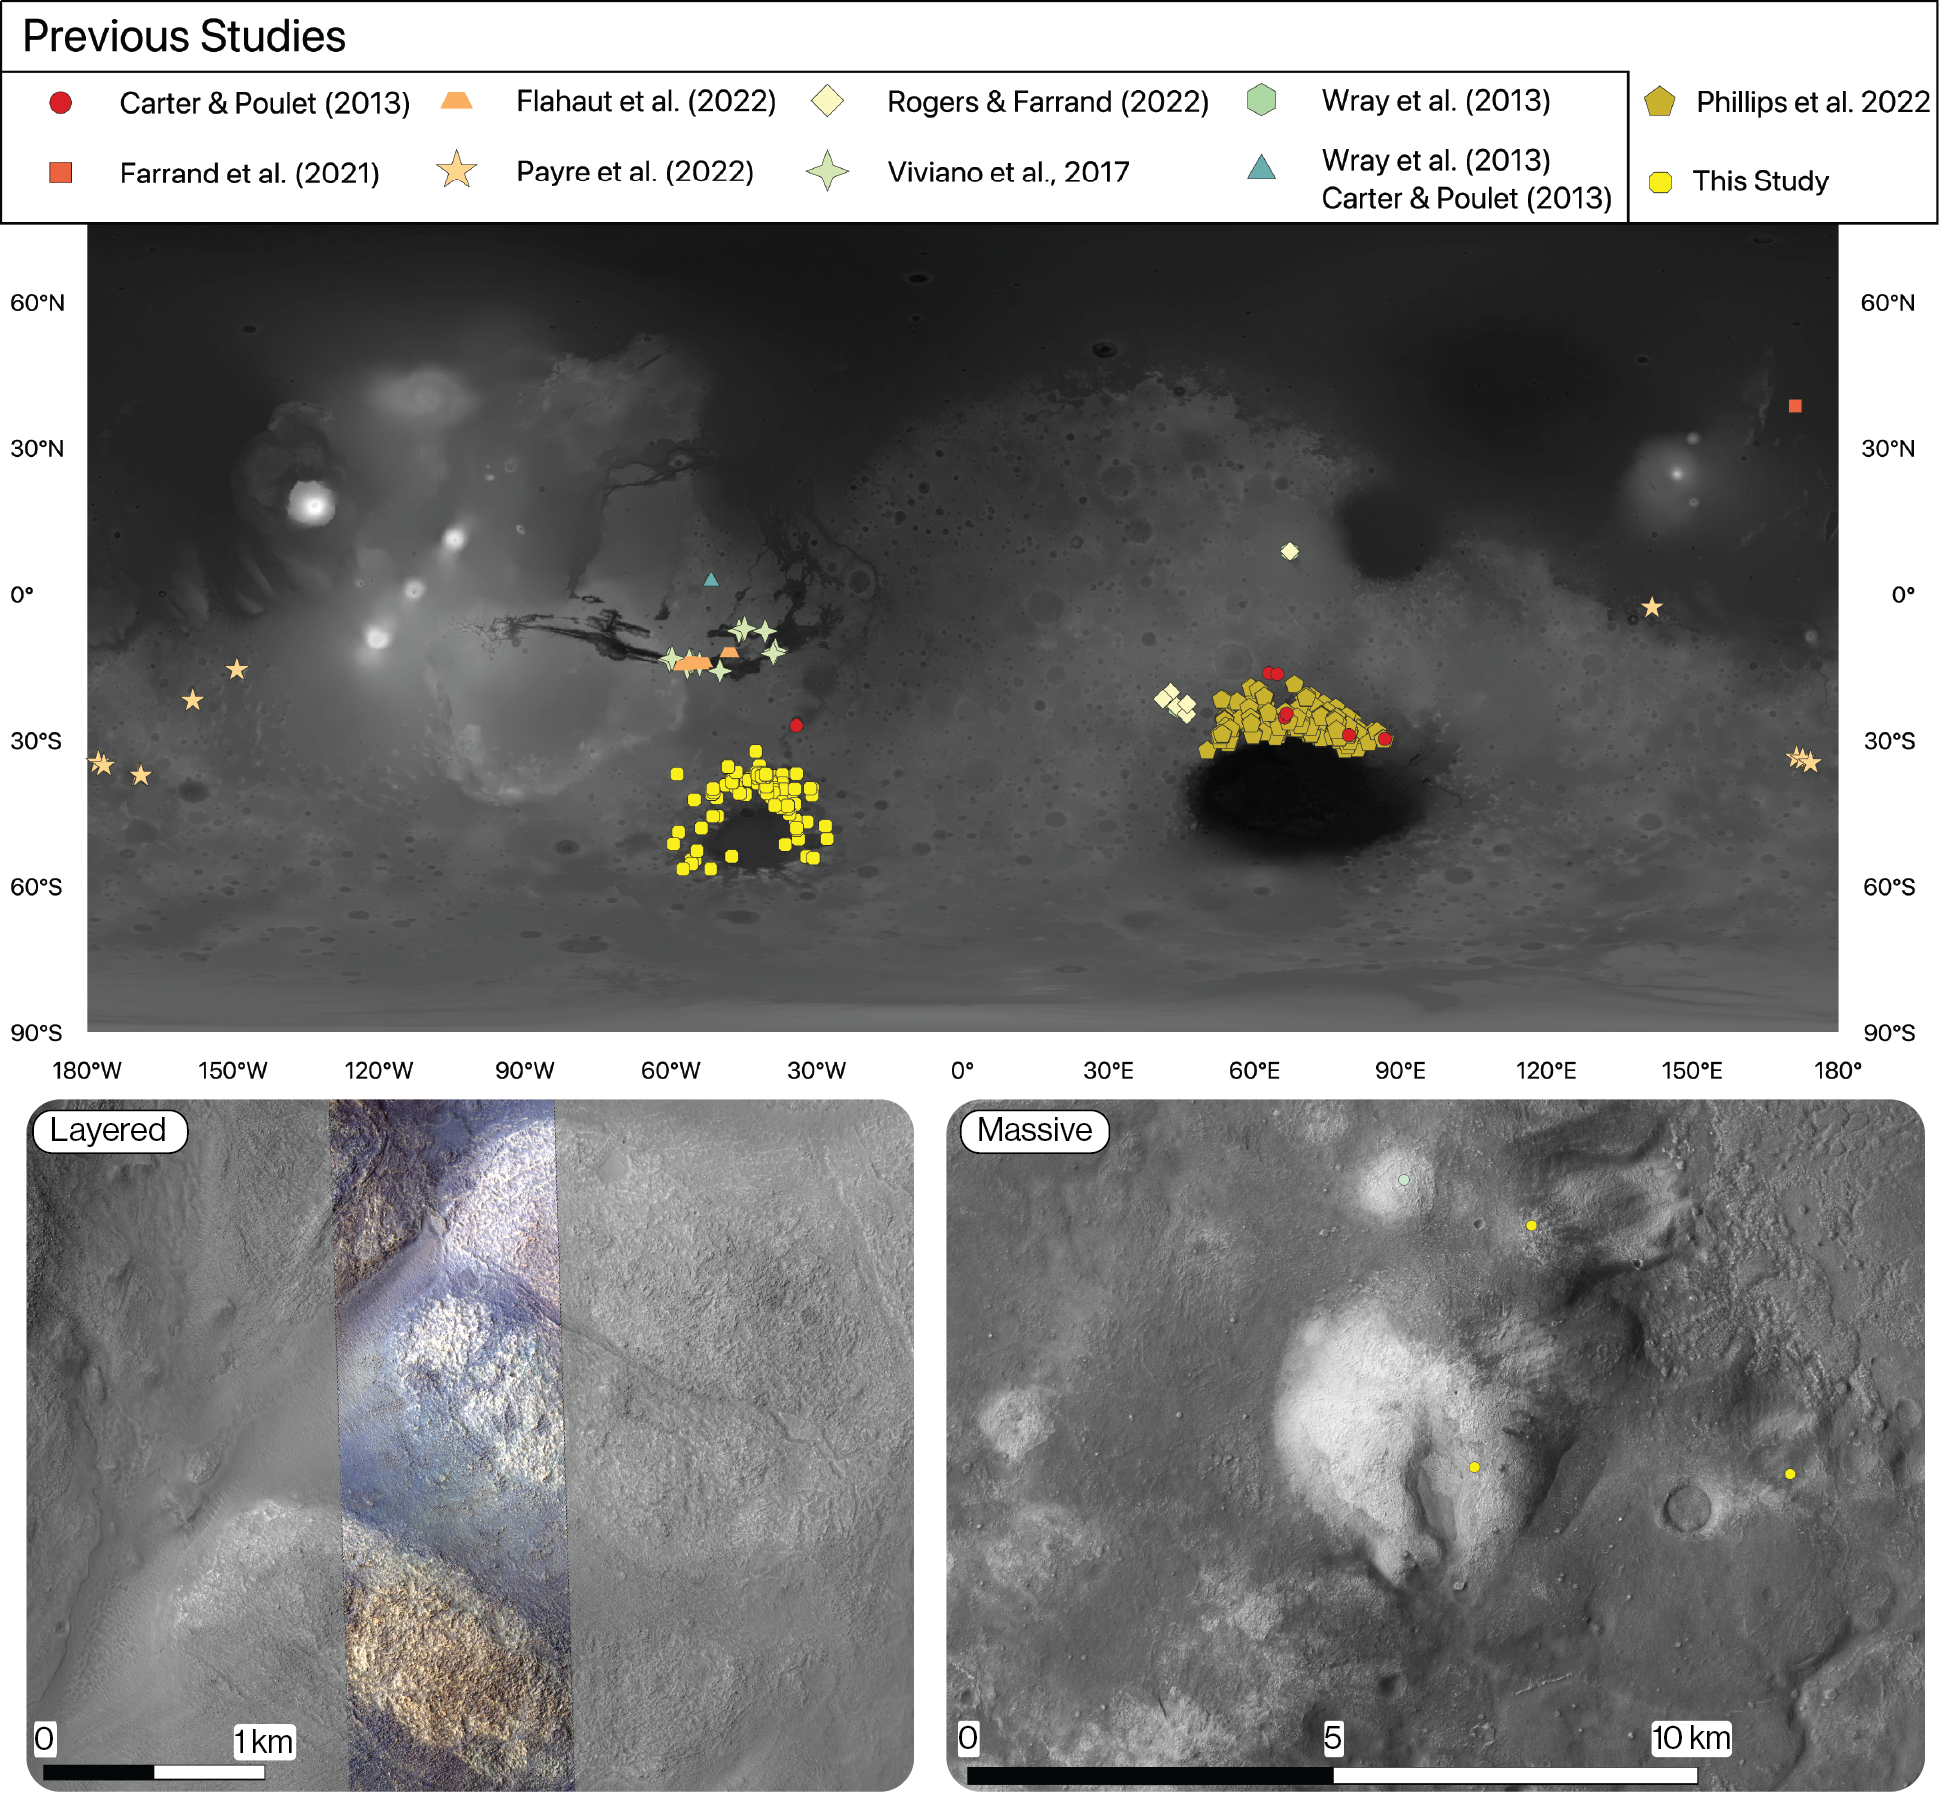 Previous Studies
Carter & Poulet (2013)
Flahaut et al. (2022)
Rogers & Farrand (2022)
Wray et al. (2013)
Phillips et al. 2022
Farrand et al. (2021)
Payre et al. (2022)
Viviano et al., 2017
Wray et al. (2013)
Carter & Poulet (2013)
This Study
60°N 60°N
30°N 30°N
0° 0°
30°S 30°S
60°S 60°S
90°S 90°S
180°W 150°W 120°W 90°W 60°W 30°W 0° 30°E 60°E 90°E 120°E 150°E 180°
Layered
0 1 km
Massive
0 5 10 km